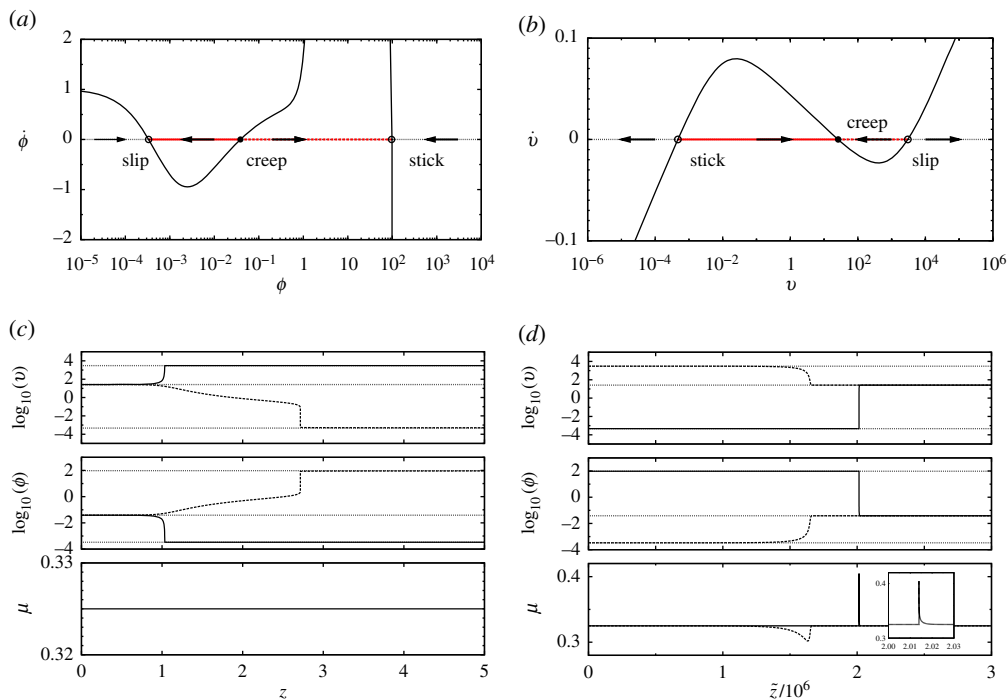 (a)
2
1
0
−1
−2
ϕ̇
slip
creep
stick
10⁻⁵ 10⁻⁴ 10⁻³ 10⁻² 10⁻¹ 1 10 10² 10³ 10⁴
ϕ
(b)
0.1
0
−0.1
υ̇
stick
creep
slip
10⁻⁶ 10⁻⁴ 10⁻² 1 10² 10⁴ 10⁶
υ
(c)
4
2
0
−2
−4
log₁₀(υ)
2
0
−2
−4
log₁₀(ϕ)
0.33
0.32
μ
0 1 2 3 4 5
z
(d)
4
2
0
−2
−4
log₁₀(υ)
2
0
−2
−4
log₁₀(ϕ)
0.4
0.3
μ
0.4
0.3
2.00 2.01 2.02 2.03
0 1 2 3
z̃/10⁶